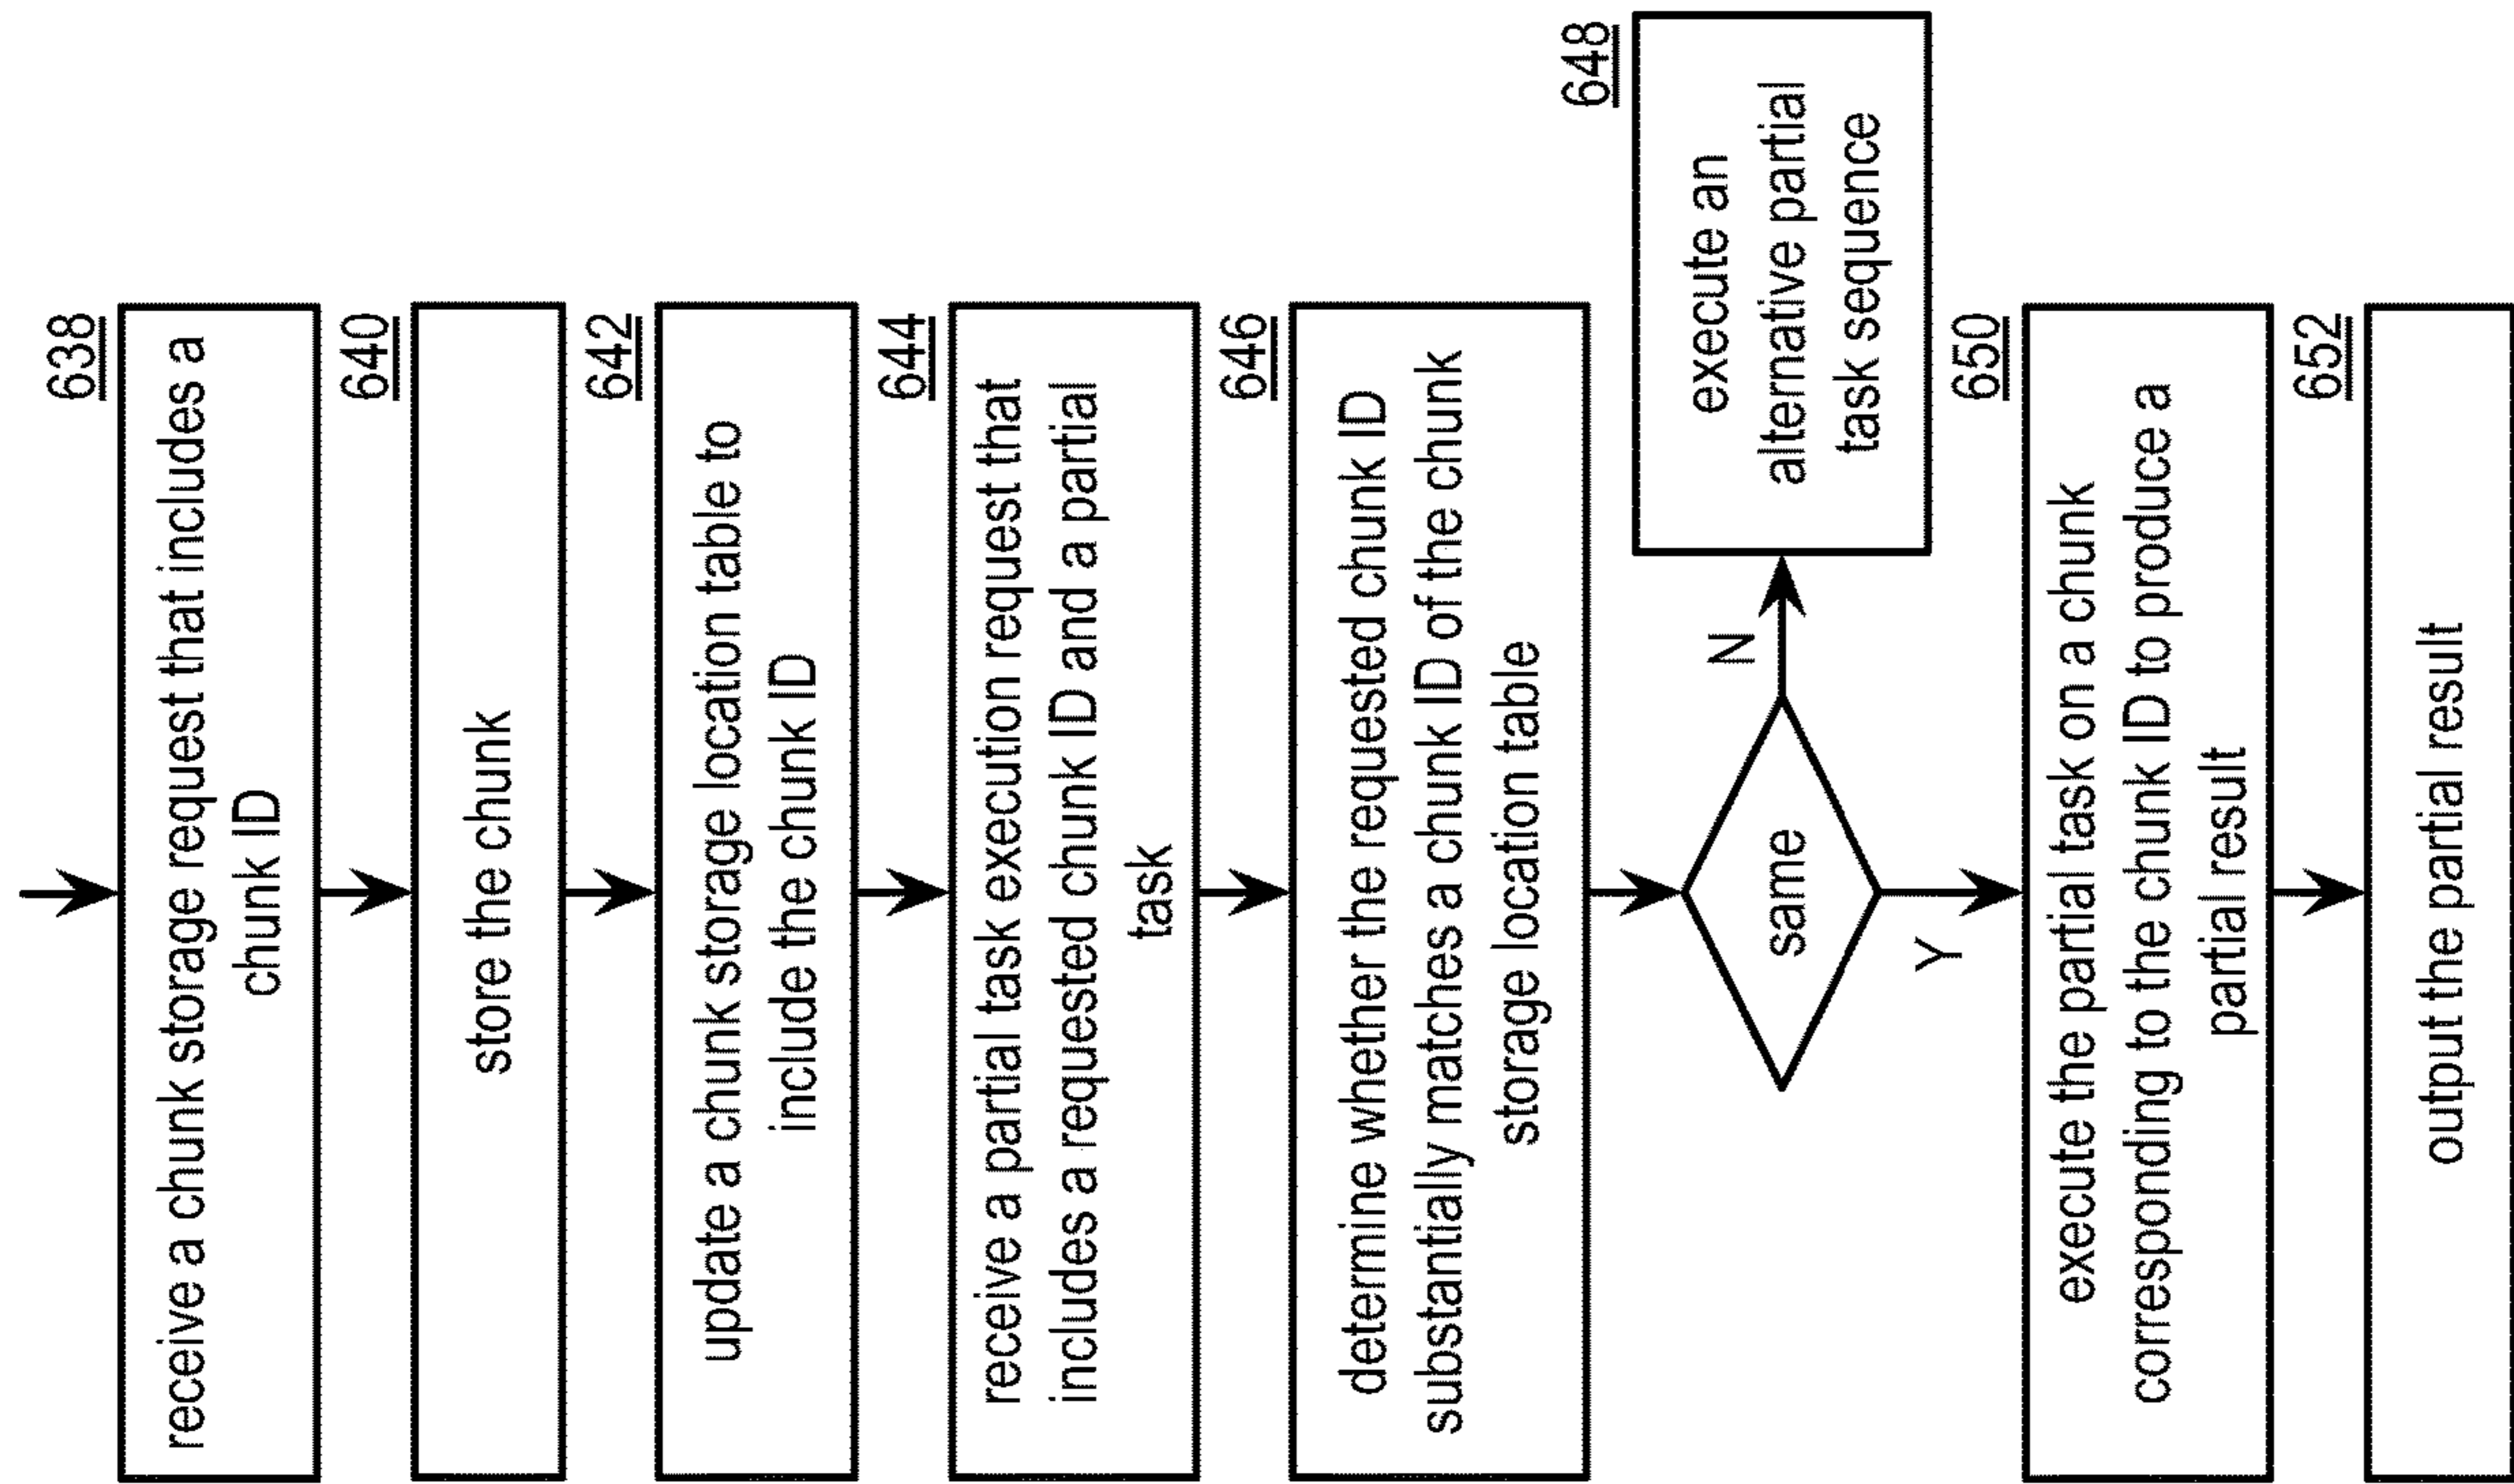 638
receive a chunk storage request that includes a
chunk ID
640
store the chunk
642
update a chunk storage location table to
include the chunk ID
644
receive a partial task execution request that
includes a requested chunk ID and a partial
task
646
determine whether the requested chunk ID
substantially matches a chunk ID of the chunk
storage location table
same
N
648
execute an
alternative partial
task sequence
Y
650
execute the partial task on a chunk
corresponding to the chunk ID to produce a
partial result
652
output the partial result